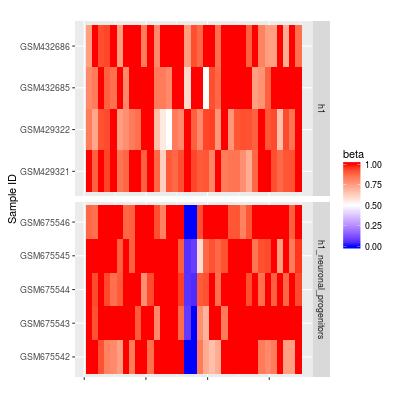 GSM432686
GSM432685
GSM429322
GSM429321
h1
GSM675546
GSM675545
GSM675544
GSM675543
GSM675542
h1_neuronal_progenitors
Sample ID
beta
1.00
0.75
0.50
0.25
0.00